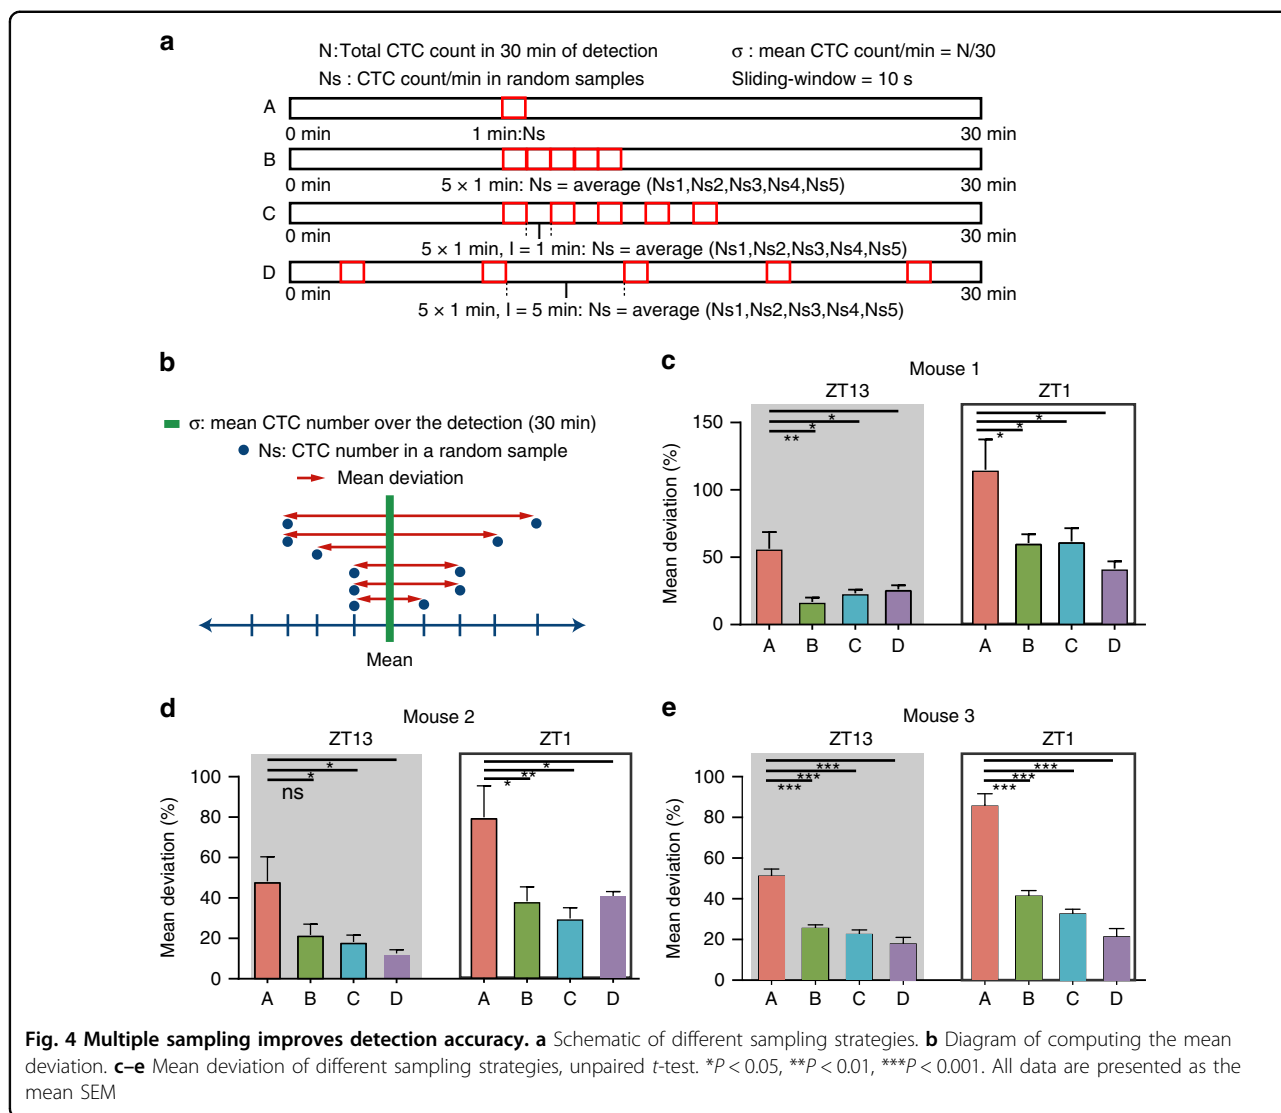 a
N:Total CTC count in 30 min of detection
σ : mean CTC count/min = N/30
Ns : CTC count/min in random samples
Sliding-window = 10 s
A
0 min
1 min:Ns
30 min
B
0 min
5 × 1 min: Ns = average (Ns1,Ns2,Ns3,Ns4,Ns5)
30 min
C
0 min
5 × 1 min, I = 1 min: Ns = average (Ns1,Ns2,Ns3,Ns4,Ns5)
30 min
D
0 min
5 × 1 min, I = 5 min: Ns = average (Ns1,Ns2,Ns3,Ns4,Ns5)
30 min
b
σ: mean CTC number over the detection (30 min)
Ns: CTC number in a random sample
Mean deviation
Mean
c
Mouse 1
ZT13
ZT1
Mean deviation (%)
150
100
50
0
*
*
**
*
*
*
A B C D
A B C D
d
Mouse 2
ZT13
ZT1
Mean deviation (%)
100
80
60
40
20
0
*
*
ns
*
**
*
A B C D
A B C D
e
Mouse 3
ZT13
ZT1
Mean deviation (%)
100
80
60
40
20
0
***
***
***
***
***
***
A B C D
A B C D
Fig. 4 Multiple sampling improves detection accuracy. a Schematic of different sampling strategies. b Diagram of computing the mean
deviation. c–e Mean deviation of different sampling strategies, unpaired t-test. *P < 0.05, **P < 0.01, ***P < 0.001. All data are presented as the
mean SEM